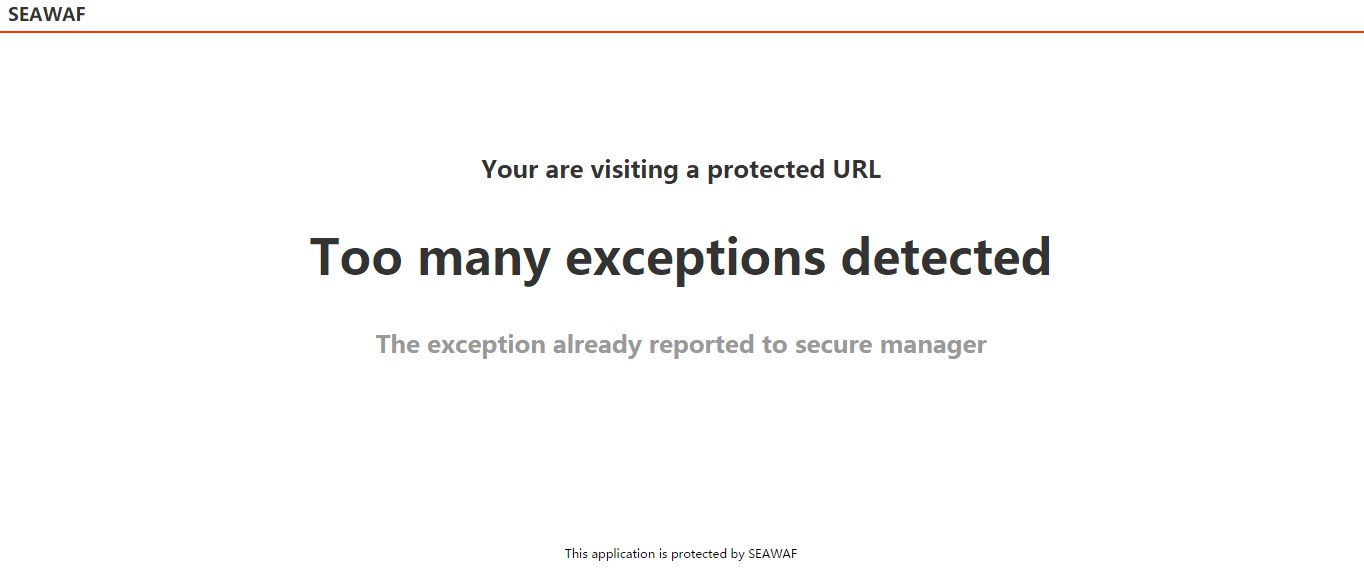 SEAWAF
Your are visiting a protected URL
Too many exceptions detected
The exception already reported to secure manager
This application is protected by SEAWAF